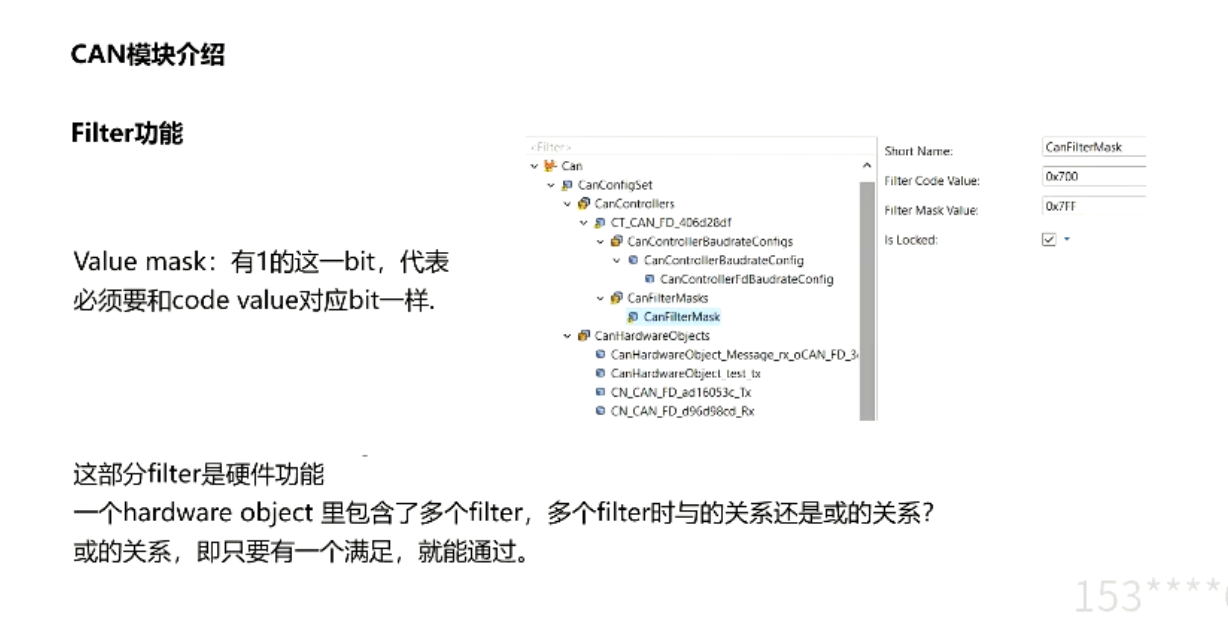 CAN模块介绍
Filter功能
Value mask：有1的这一bit，代表
必须要和code value对应bit一样.
<Filter>
Can
CanConfigSet
CanControllers
CT_CAN_FD_406d28df
CanControllerBaudrateConfigs
CanControllerBaudrateConfig
CanControllerFdBaudrateConfig
CanFilterMasks
CanFilterMask
CanHardwareObjects
CanHardwareObject_Message_rx_oCAN_FD_3
CanHardwareObject_test_tx
CN_CAN_FD_ad16053c_Tx
CN_CAN_FD_d96d98cd_Rx
Short Name: CanFilterMask
Filter Code Value: 0x700
Filter Mask Value: 0x7FF
Is Locked:
这部分filter是硬件功能
一个hardware object 里包含了多个filter，多个filter时与的关系还是或的关系？
或的关系，即只要有一个满足，就能通过。
153****